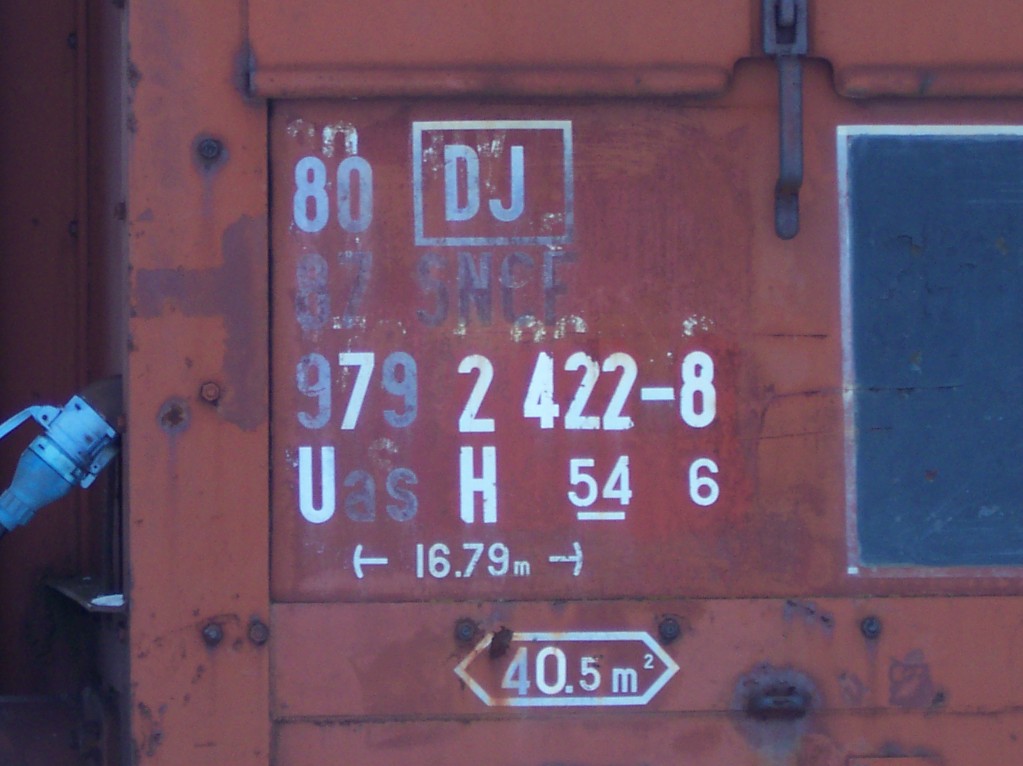 80 DJ
87 SNCF
979 2 422-8
Uas H 54 6
16.79m
40.5 m²